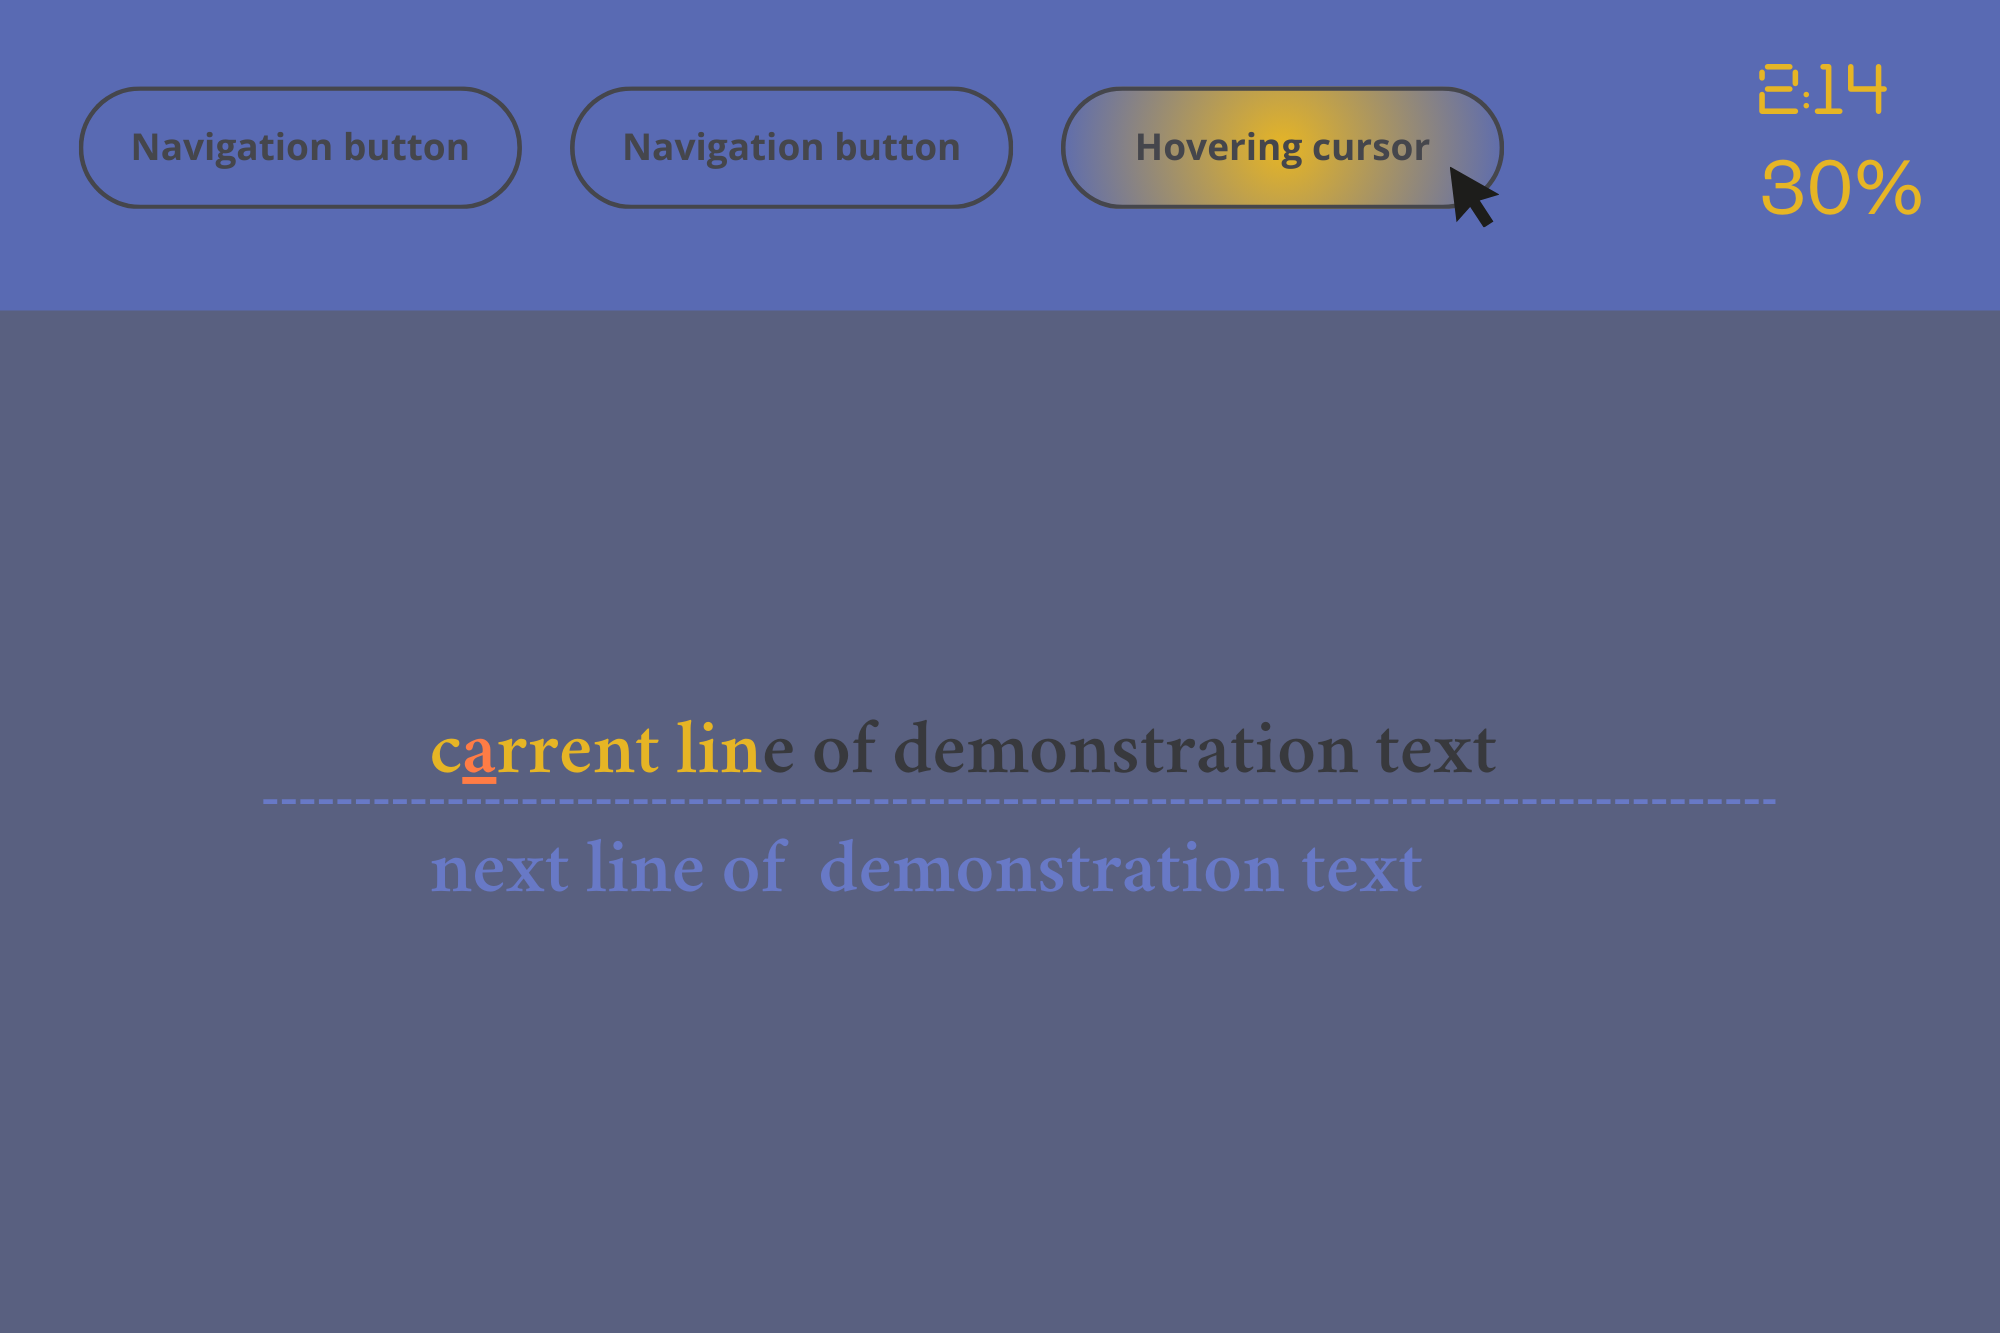 Navigation button
Navigation button
Hovering cursor
2:14
30%
carrent line of demonstration text
next line of demonstration text